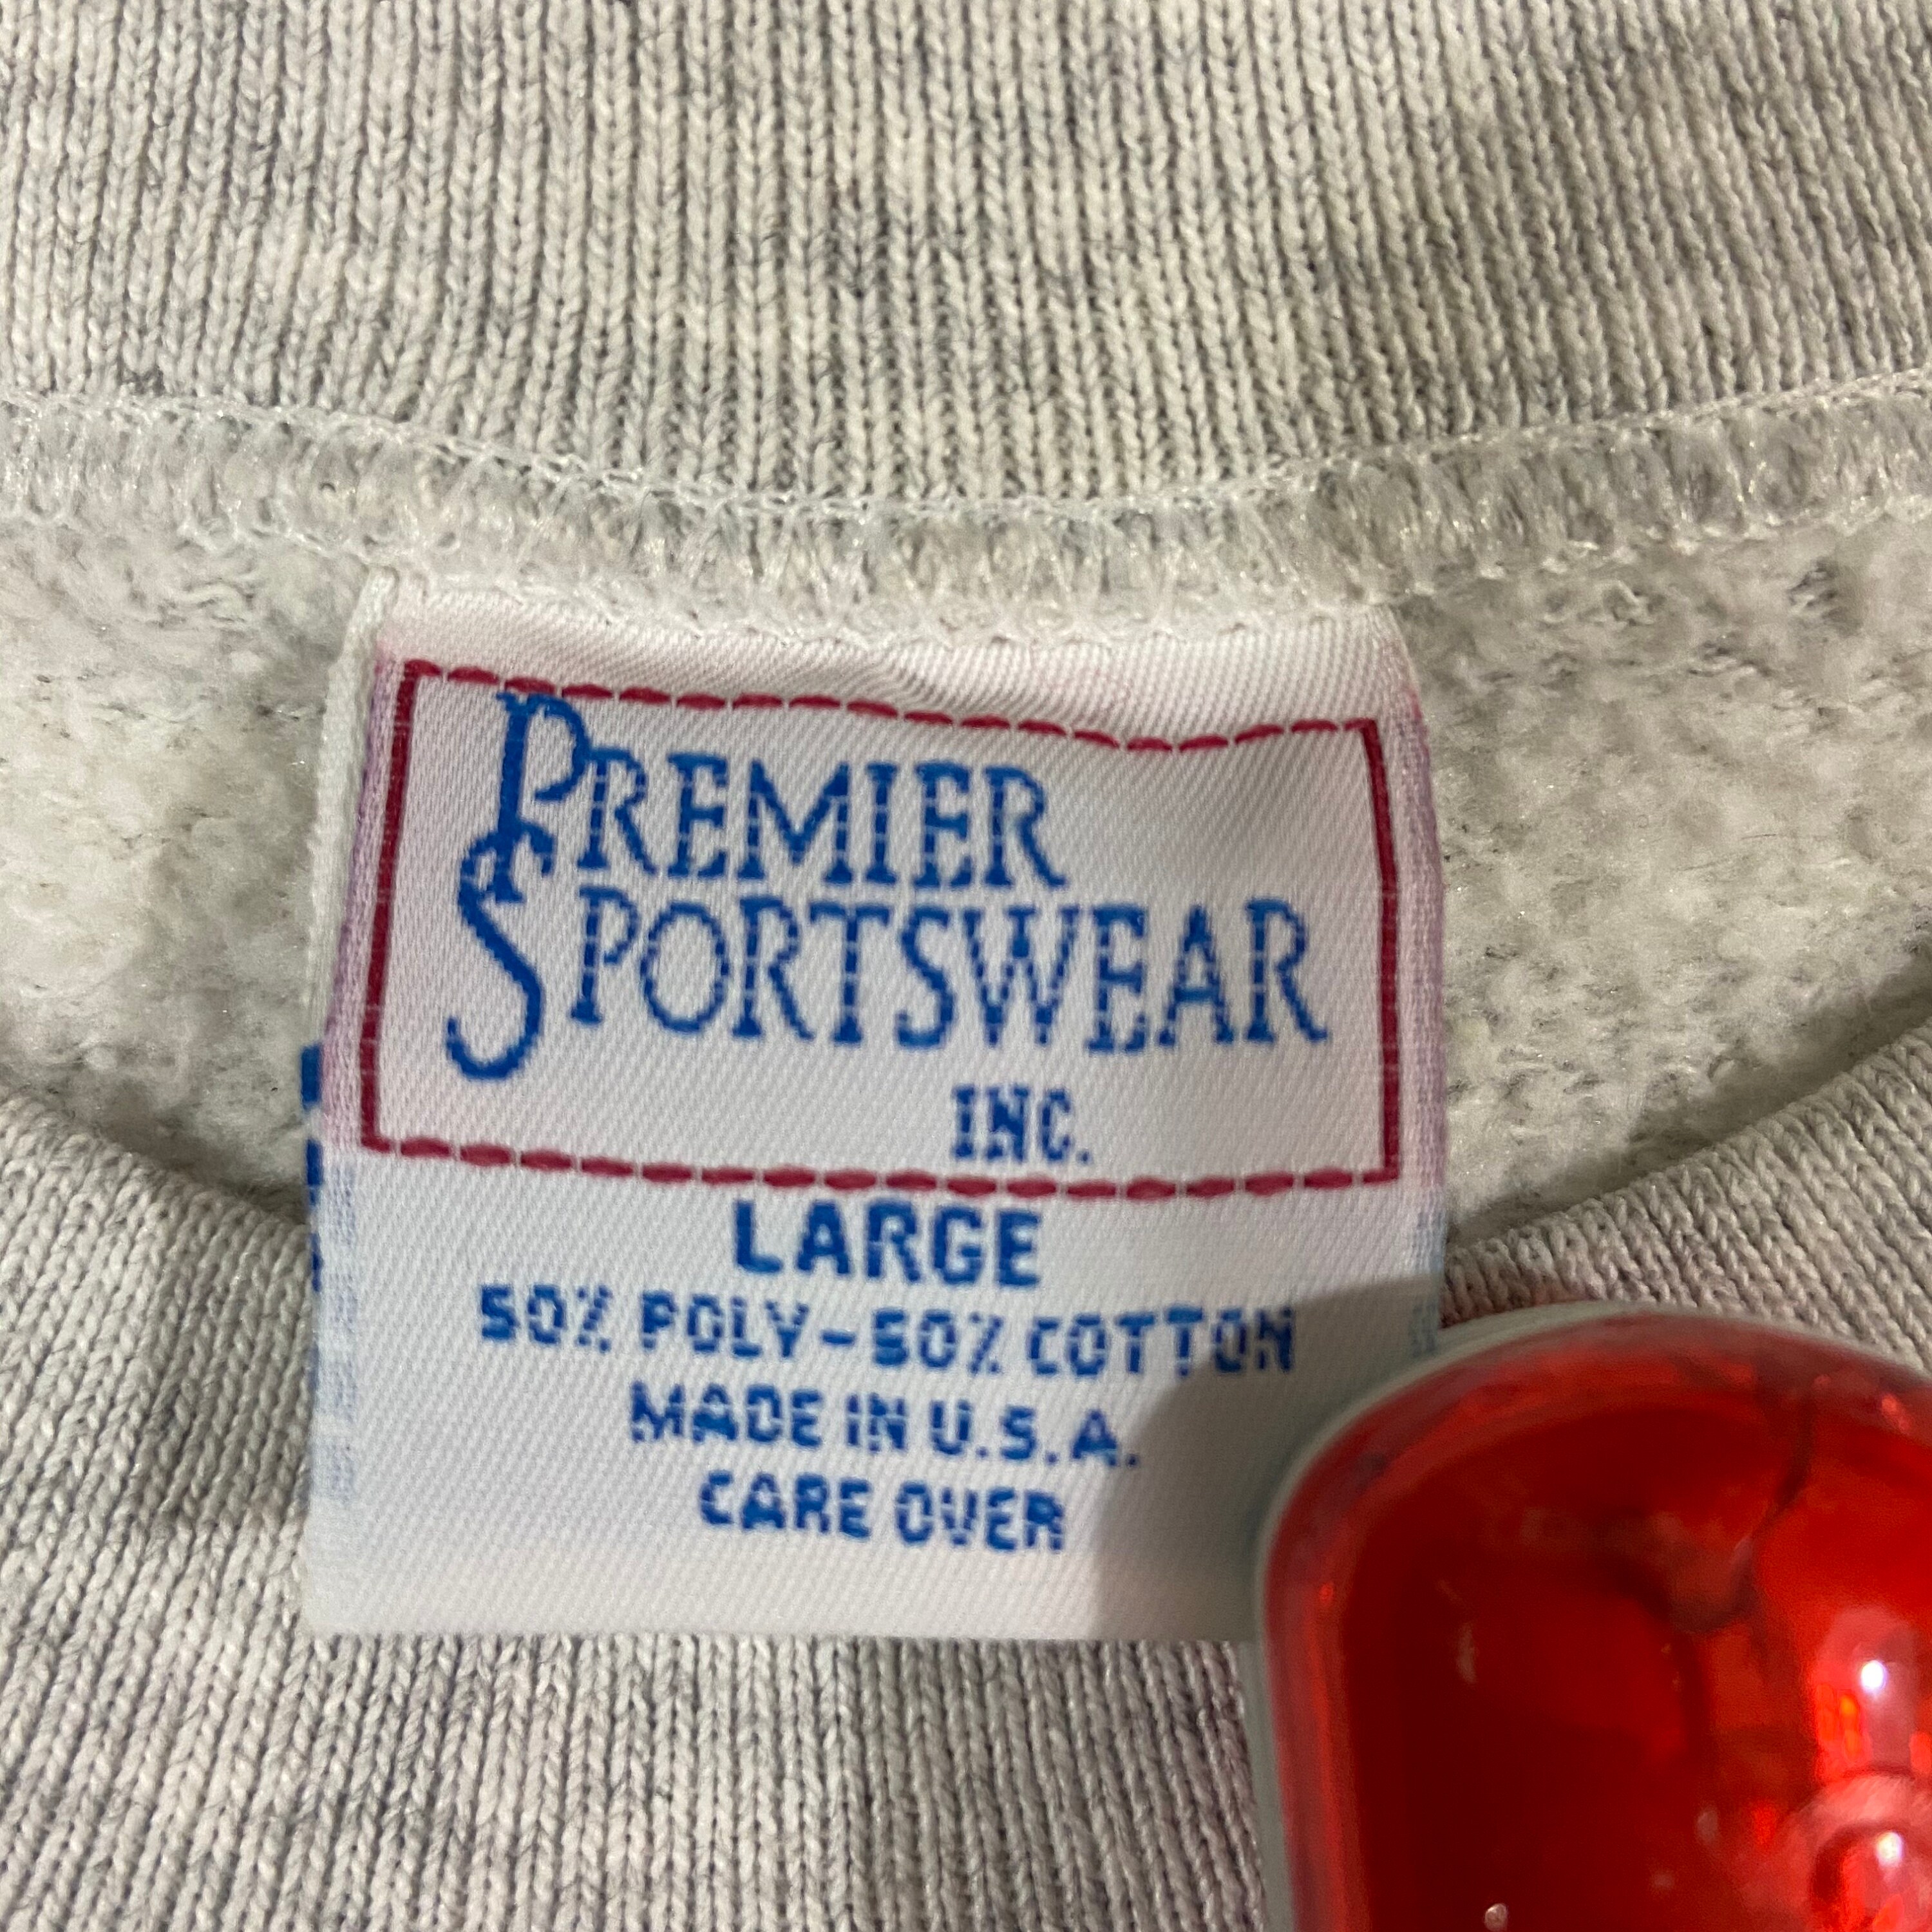 PREMIER
SPORTSWEAR
INC.
LARGE
50% POLY-50% COTTON
MADE IN U.S.A.
CARE OVER